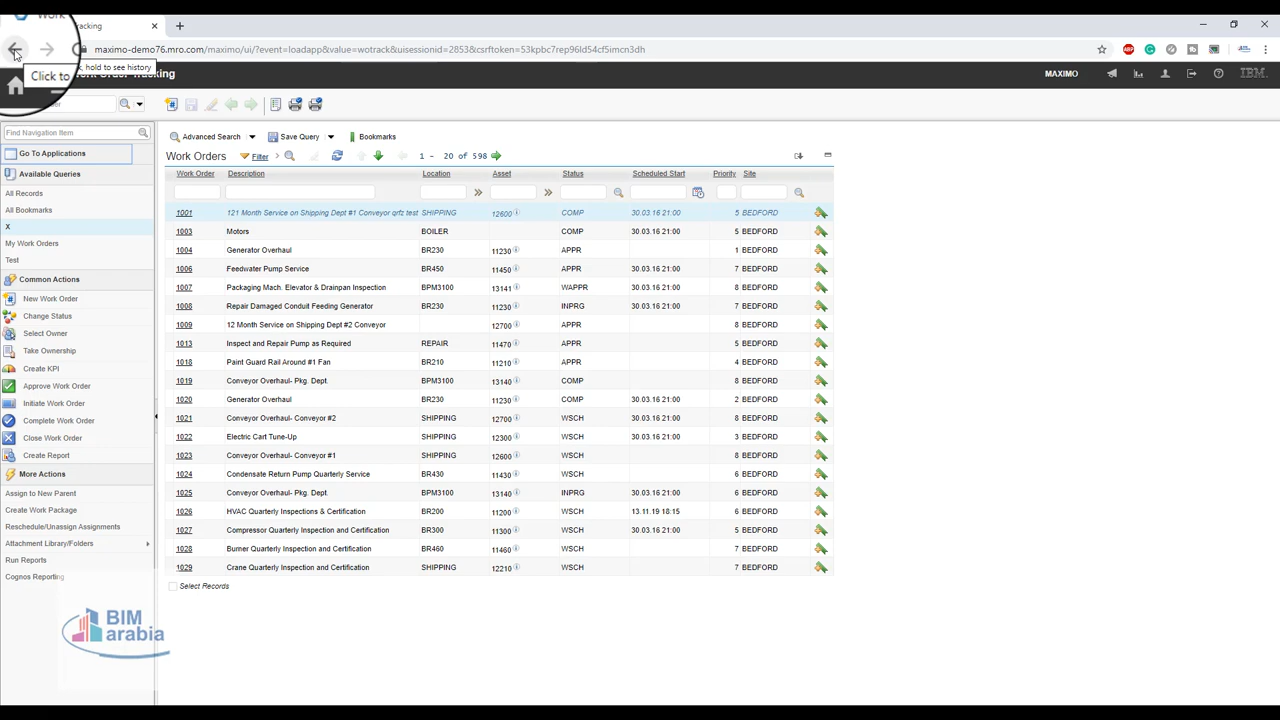 Tracking
maximo-demo76.mro.com/maximo/ui/?event=loadapp&value=wotrack&uisessionid=2853&csrftoken=53kpbc7rep96ld54cf5imcn3dh
Click to
, hold to see history
Tracking
MAXIMO
IBM
Find Navigation Item
Go To Applications
Available Queries
All Records
All Bookmarks
X
My Work Orders
Test
Common Actions
New Work Order
Change Status
Select Owner
Take Ownership
Create KPI
Approve Work Order
Initiate Work Order
Complete Work Order
Close Work Order
Create Report
More Actions
Assign to New Parent
Create Work Package
Reschedule/Unassign Assignments
Attachment Library/Folders
Run Reports
Cognos Reporting
Advanced Search Save Query Bookmarks
Work Orders Filter 1 - 20 of 598
Work Order Description Location Asset Status Scheduled Start Priority Site
1001 121 Month Service on Shipping Dept #1 Conveyor qrfz test SHIPPING 12600 COMP 30.03.16 21:00 5 BEDFORD
1003 Motors BOILER COMP 30.03.16 21:00 5 BEDFORD
1004 Generator Overhaul BR230 11230 APPR 1 BEDFORD
1006 Feedwater Pump Service BR450 11450 APPR 30.03.16 21:00 7 BEDFORD
1007 Packaging Mach. Elevator & Drainpan Inspection BPM3100 13141 WAPPR 30.03.16 21:00 8 BEDFORD
1008 Repair Damaged Conduit Feeding Generator BR230 11230 INPRG 30.03.16 21:00 7 BEDFORD
1009 12 Month Service on Shipping Dept #2 Conveyor 12700 APPR 8 BEDFORD
1013 Inspect and Repair Pump as Required REPAIR 11470 APPR 5 BEDFORD
1018 Paint Guard Rail Around #1 Fan BR210 11210 APPR 4 BEDFORD
1019 Conveyor Overhaul- Pkg. Dept. BPM3100 13140 COMP 8 BEDFORD
1020 Generator Overhaul BR230 11230 COMP 30.03.16 21:00 2 BEDFORD
1021 Conveyor Overhaul- Conveyor #2 SHIPPING 12700 WSCH 30.03.16 21:00 8 BEDFORD
1022 Electric Cart Tune-Up SHIPPING 12300 WSCH 30.03.16 21:00 3 BEDFORD
1023 Conveyor Overhaul- Conveyor #1 SHIPPING 12600 WSCH 8 BEDFORD
1024 Condensate Return Pump Quarterly Service BR430 11430 WSCH 6 BEDFORD
1025 Conveyor Overhaul- Pkg. Dept. BPM3100 13140 INPRG 30.03.16 21:00 6 BEDFORD
1026 HVAC Quarterly Inspections & Certification BR200 11200 WSCH 13.11.19 18:15 6 BEDFORD
1027 Compressor Quarterly Inspection and Certification BR300 11300 WSCH 30.03.16 21:00 5 BEDFORD
1028 Burner Quarterly Inspection and Certification BR460 11460 WSCH 7 BEDFORD
1029 Crane Quarterly Inspection and Certification SHIPPING 12210 WSCH 7 BEDFORD
Select Records
BIM
arabia